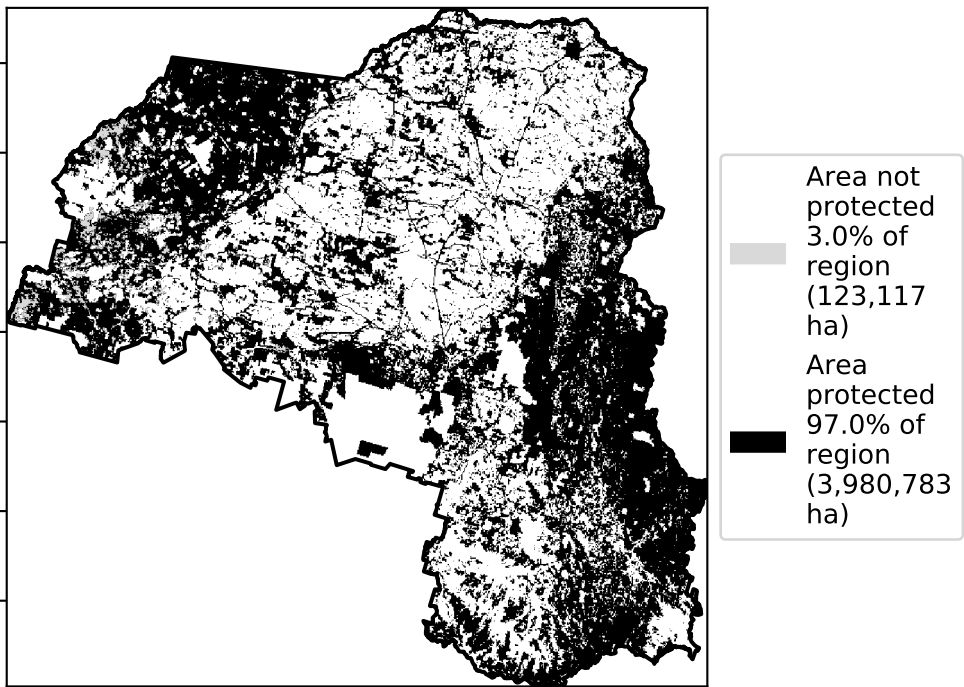 Area not
protected
3.0% of
region
(123,117
ha)
Area
protected
97.0% of
region
(3,980,783
ha)